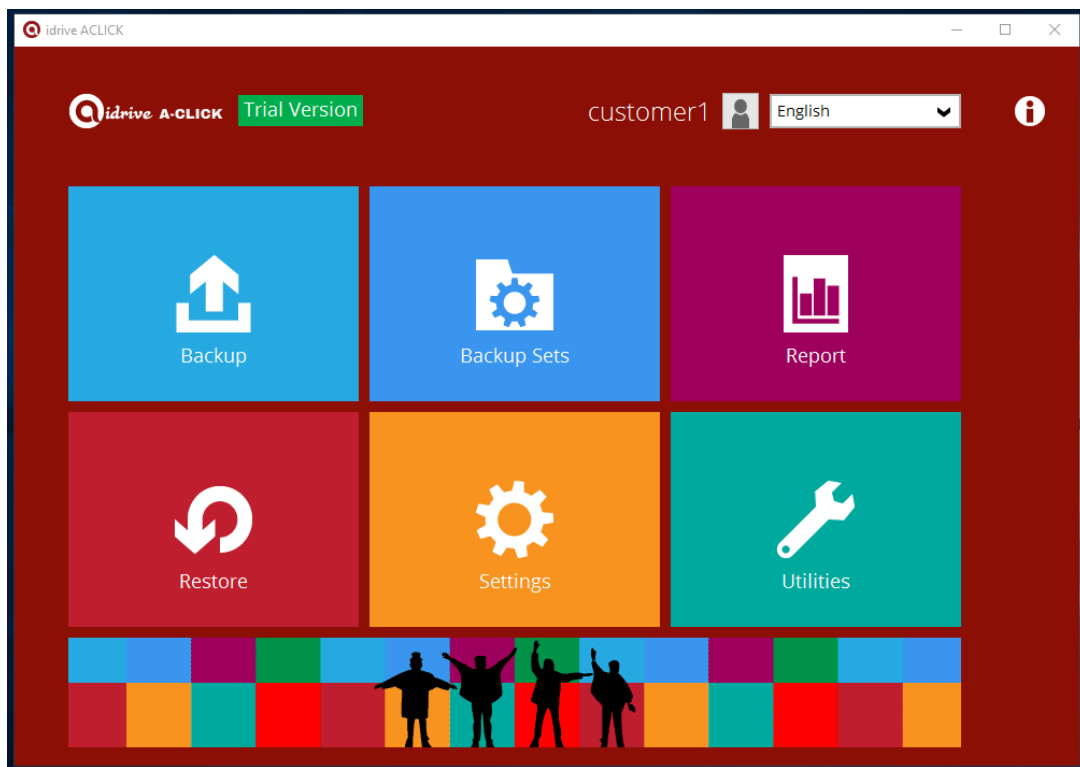 idrive ACLICK
idrive A-CLICK Trial Version customer1 English
Backup Backup Sets Report
Restore Settings Utilities